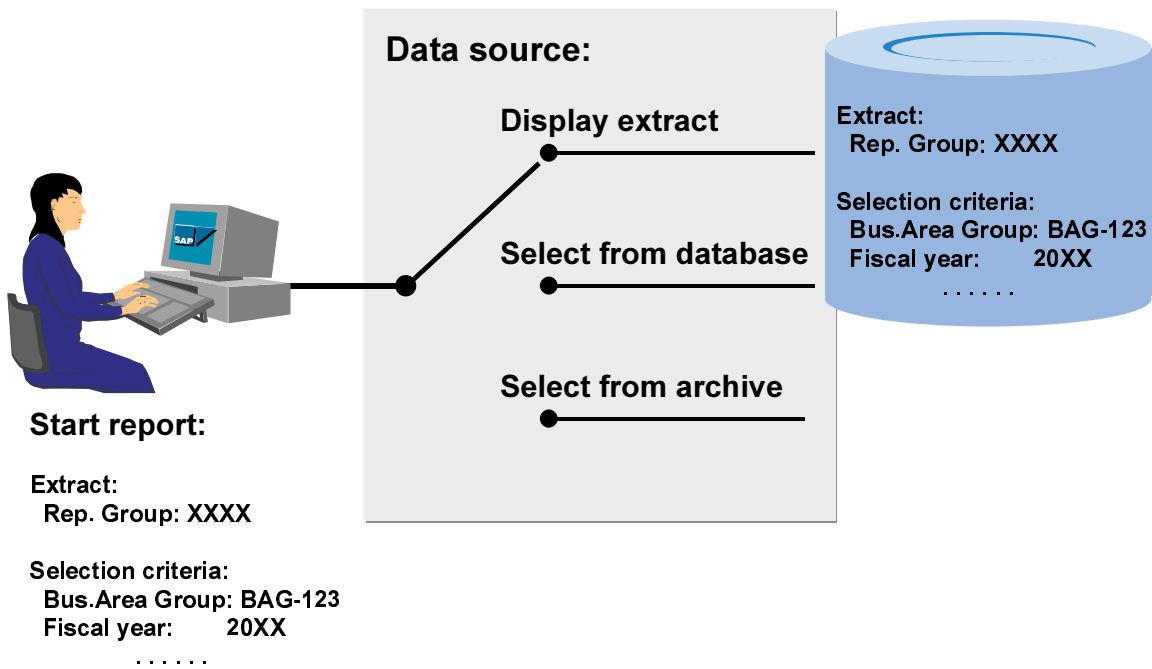 Data source:
Display extract
Select from database
Select from archive
Extract:
Rep. Group: XXXX
Selection criteria:
Bus.Area Group: BAG-123
Fiscal year: 20XX
. . . . . .
SAP
Start report:
Extract:
Rep. Group: XXXX
Selection criteria:
Bus.Area Group: BAG-123
Fiscal year: 20XX
. . . . . .